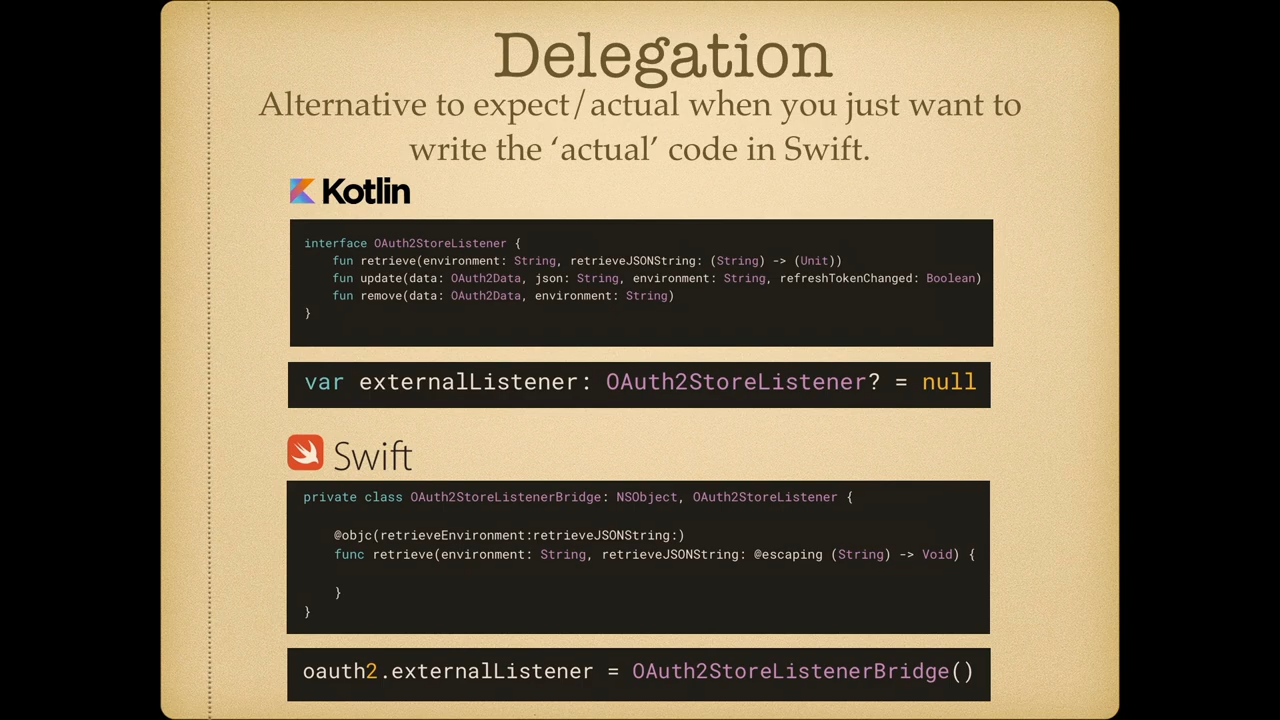 Delegation
Alternative to expect/actual when you just want to
write the ‘actual’ code in Swift.
Kotlin
interface OAuth2StoreListener {
    fun retrieve(environment: String, retrieveJSONString: (String) -> (Unit))
    fun update(data: OAuth2Data, json: String, environment: String, refreshTokenChanged: Boolean)
    fun remove(data: OAuth2Data, environment: String)
}
var externalListener: OAuth2StoreListener? = null
Swift
private class OAuth2StoreListenerBridge: NSObject, OAuth2StoreListener {
    @objc(retrieveEnvironment:retrieveJSONString:)
    func retrieve(environment: String, retrieveJSONString: @escaping (String) -> Void) {
    }
}
oauth2.externalListener = OAuth2StoreListenerBridge()